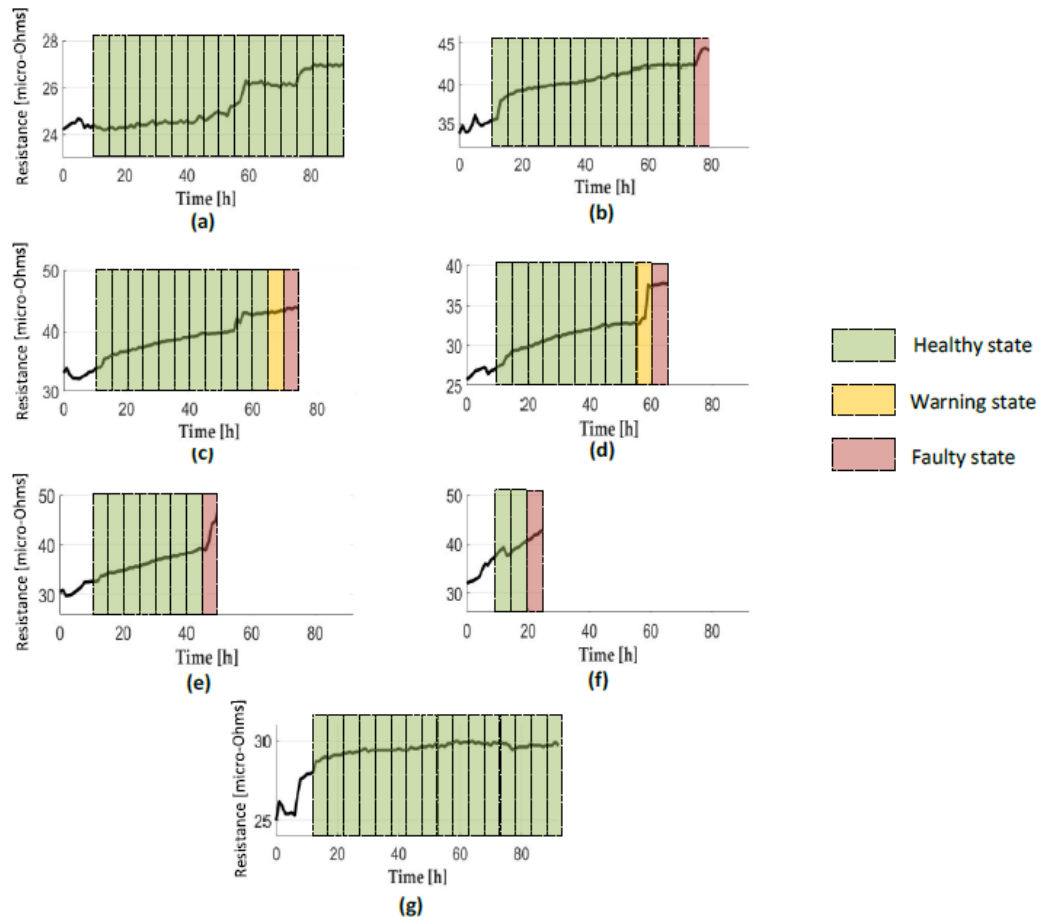 Resistance [micro-Ohms]
28
26
24
0 20 40 60 80
Time [h]
(a)
45
40
35
0 20 40 60 80
Time [h]
(b)
Resistance [micro-Ohms]
50
40
30
0 20 40 60 80
Time [h]
(c)
40
35
30
25
0 20 40 60 80
Time [h]
(d)
Healthy state
Warning state
Faulty state
Resistance [micro-Ohms]
50
40
30
0 20 40 60 80
Time [h]
(e)
50
40
30
0 20 40 60 80
Time [h]
(f)
Resistance [micro-Ohms]
30
25
0 20 40 60 80
Time [h]
(g)